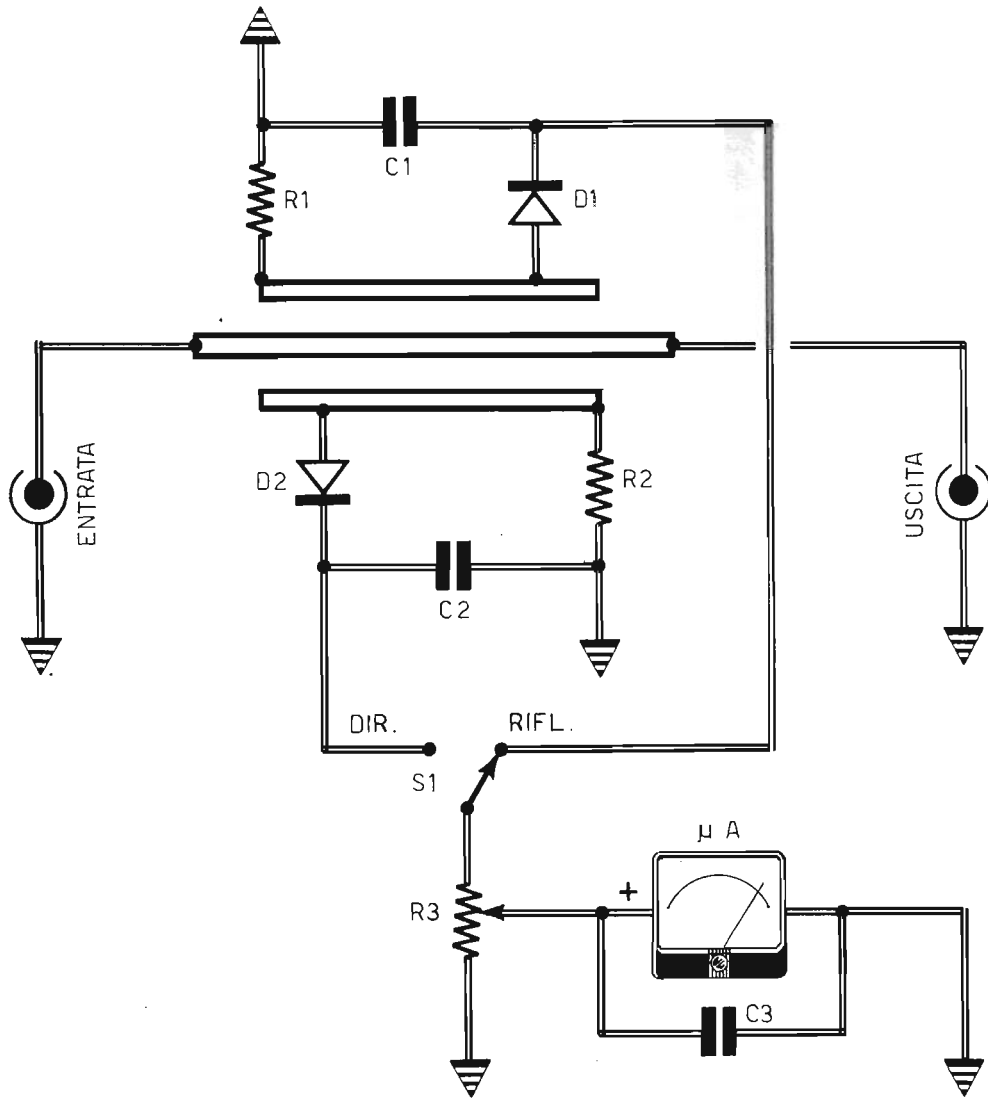 C1
R1
D1
ENTRATA
D2
R2
USCITA
C2
DIR.
RIFL.
S1
μ A
R3
+
C3